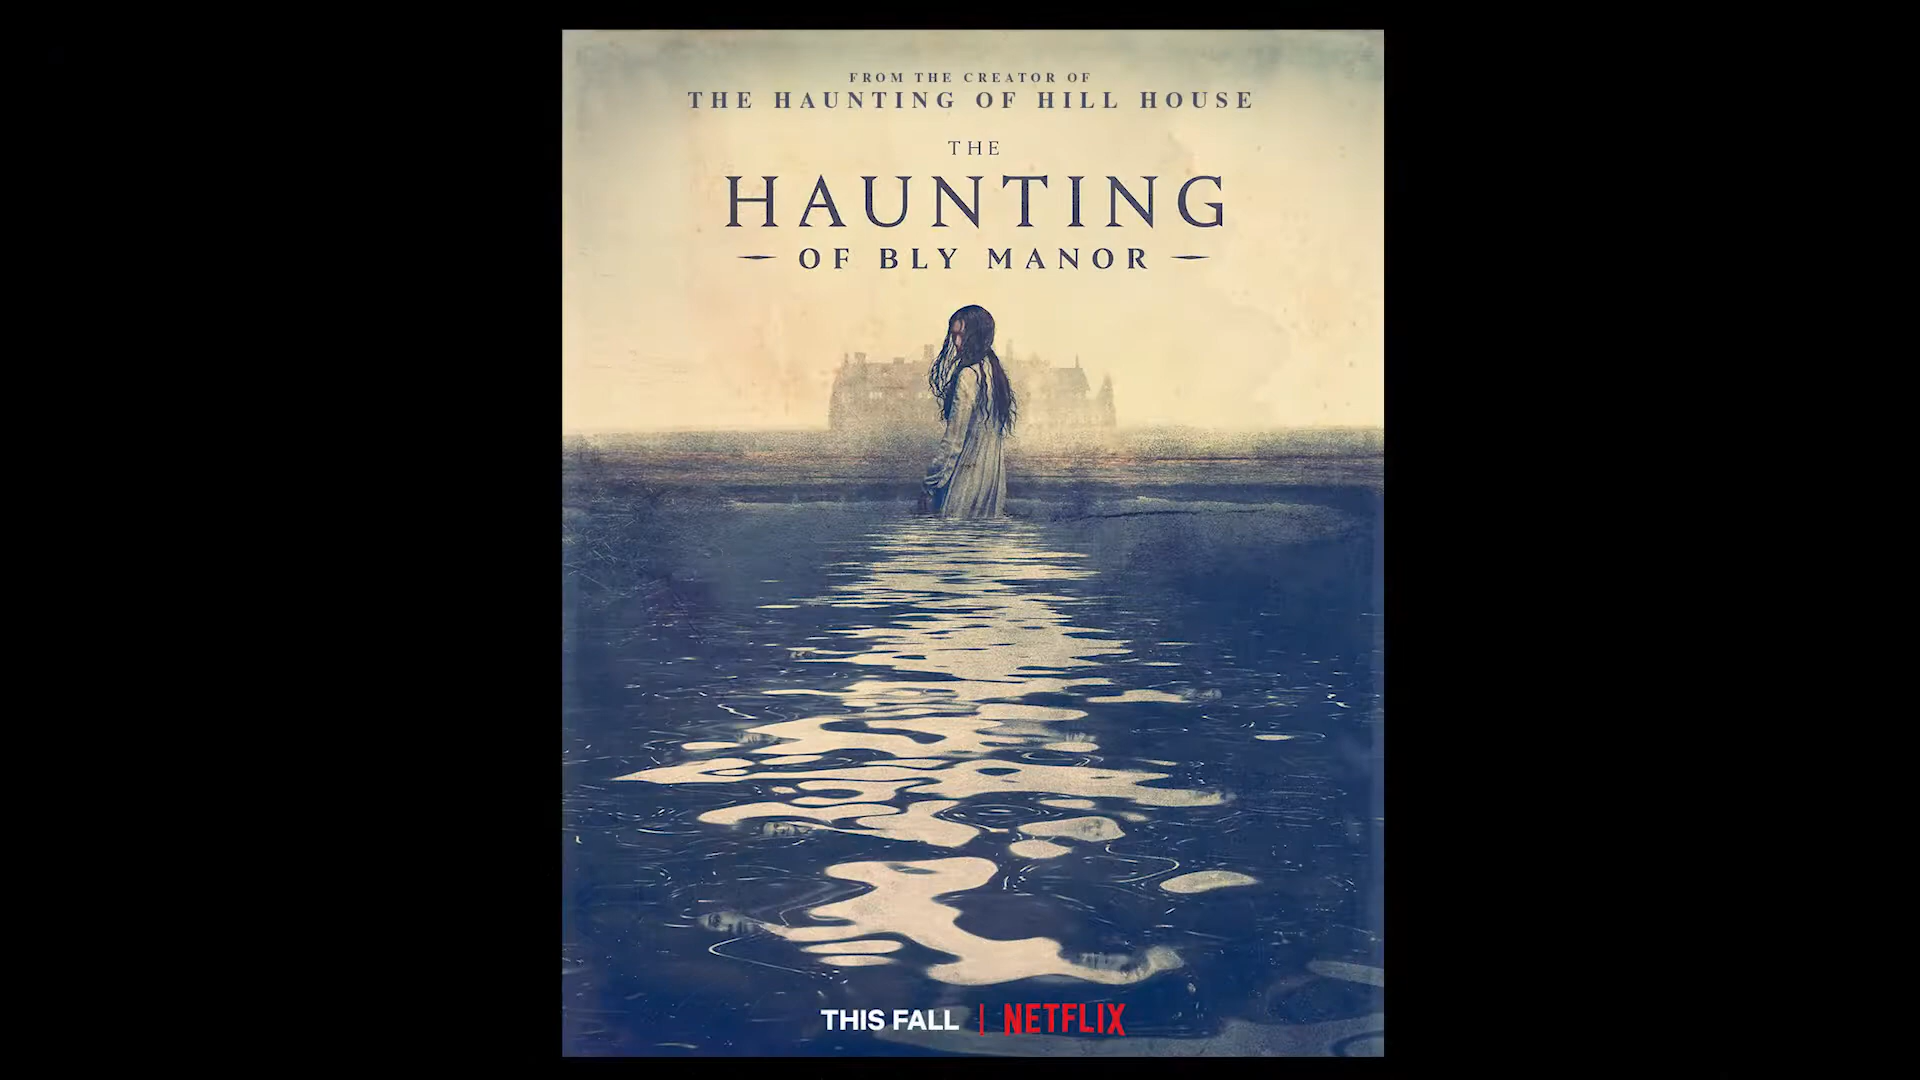 FROM THE CREATOR OF
THE HAUNTING OF HILL HOUSE
THE
HAUNTING
OF BLY MANOR
THIS FALL | NETFLIX